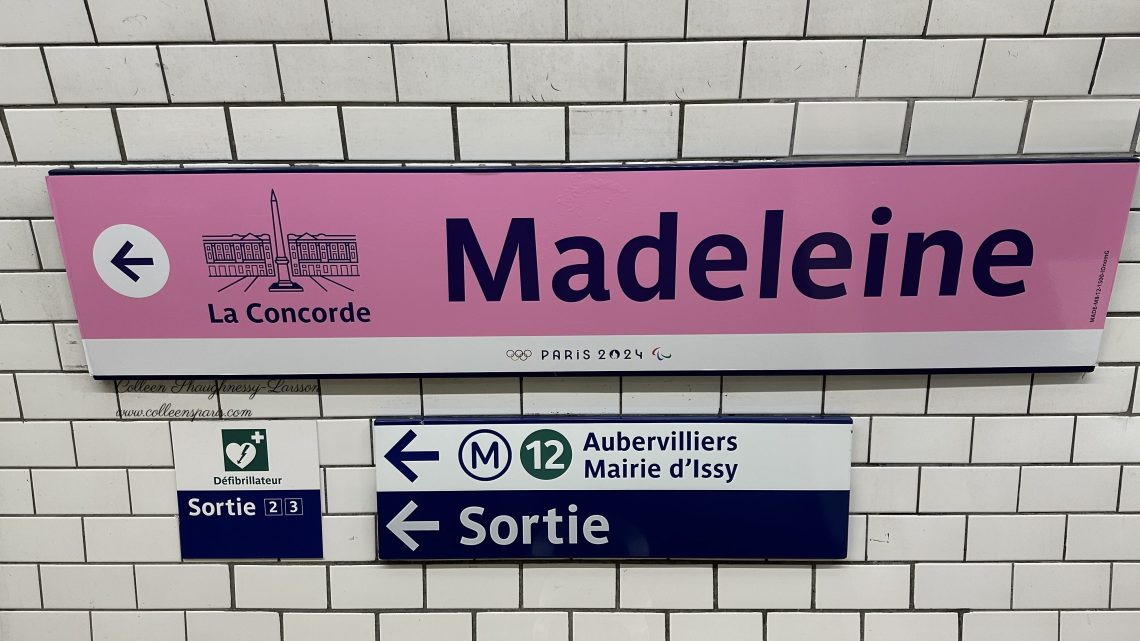 La Concorde
Madeleine
PARIS 2024
Colleen Shaughnessy-Larsson
www.colleensparis.com
Défibrillateur
Sortie 2 3
M 12 Aubervilliers
Mairie d'Issy
Sortie